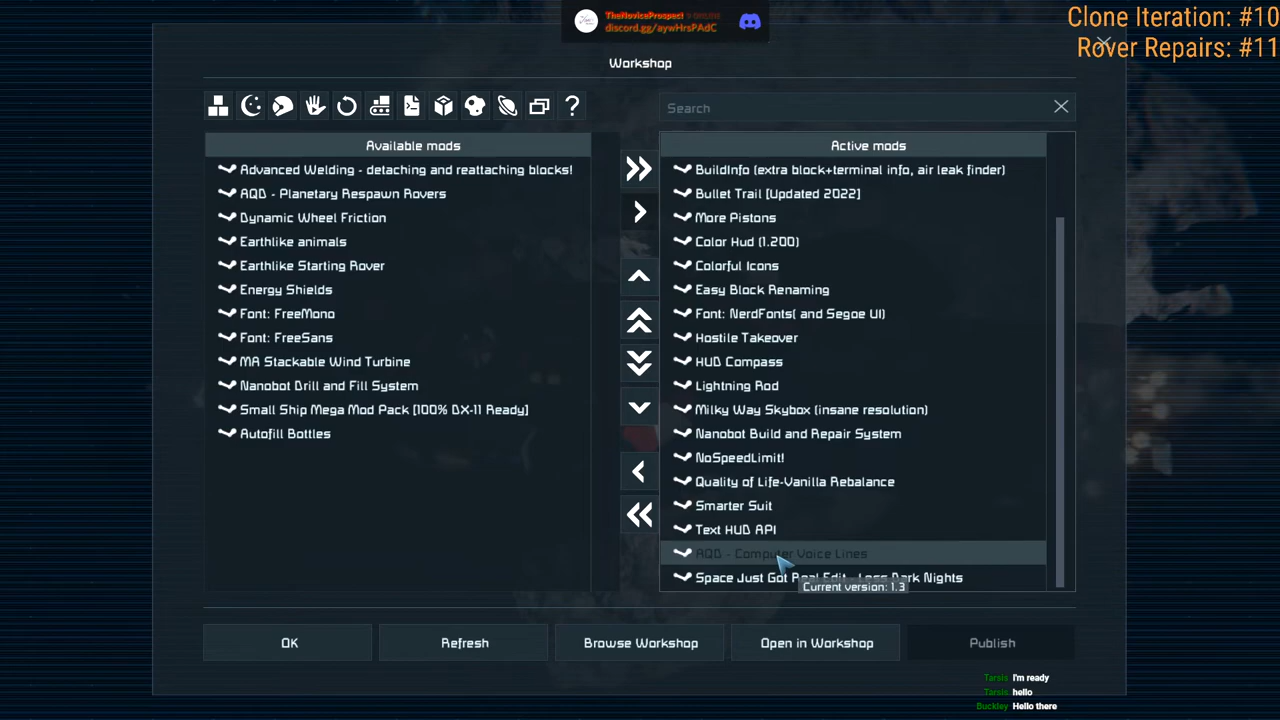 TheNoviceProspect
discord.gg/aywHrsPAdC
Clone Iteration: #10
Rover Repairs: #11
Workshop
?
Search
Available mods
Advanced Welding - detaching and reattaching blocks!
AQD - Planetary Respawn Rovers
Dynamic Wheel Friction
Earthlike animals
Earthlike Starting Rover
Energy Shields
Font: FreeMono
Font: FreeSans
MA Stackable Wind Turbine
Nanobot Drill and Fill System
Small Ship Mega Mod Pack [100% DX-11 Ready]
Autofill Bottles
Active mods
BuildInfo (extra block+terminal info, air leak finder)
Bullet Trail [Updated 2022]
More Pistons
Color Hud (1.200)
Colorful Icons
Easy Block Renaming
Font: NerdFonts( and Segoe UI)
Hostile Takeover
HUD Compass
Lightning Rod
Milky Way Skybox (insane resolution)
Nanobot Build and Repair System
NoSpeedLimit!
Quality of Life-Vanilla Rebalance
Smarter Suit
Text HUD API
AQD - Computer Voice Lines
Space Just Got Real Edit - Less Dark Nights
Current version: 1.3
OK
Refresh
Browse Workshop
Open in Workshop
Publish
Tarsis I'm ready
Tarsis hello
Buckley Hello there